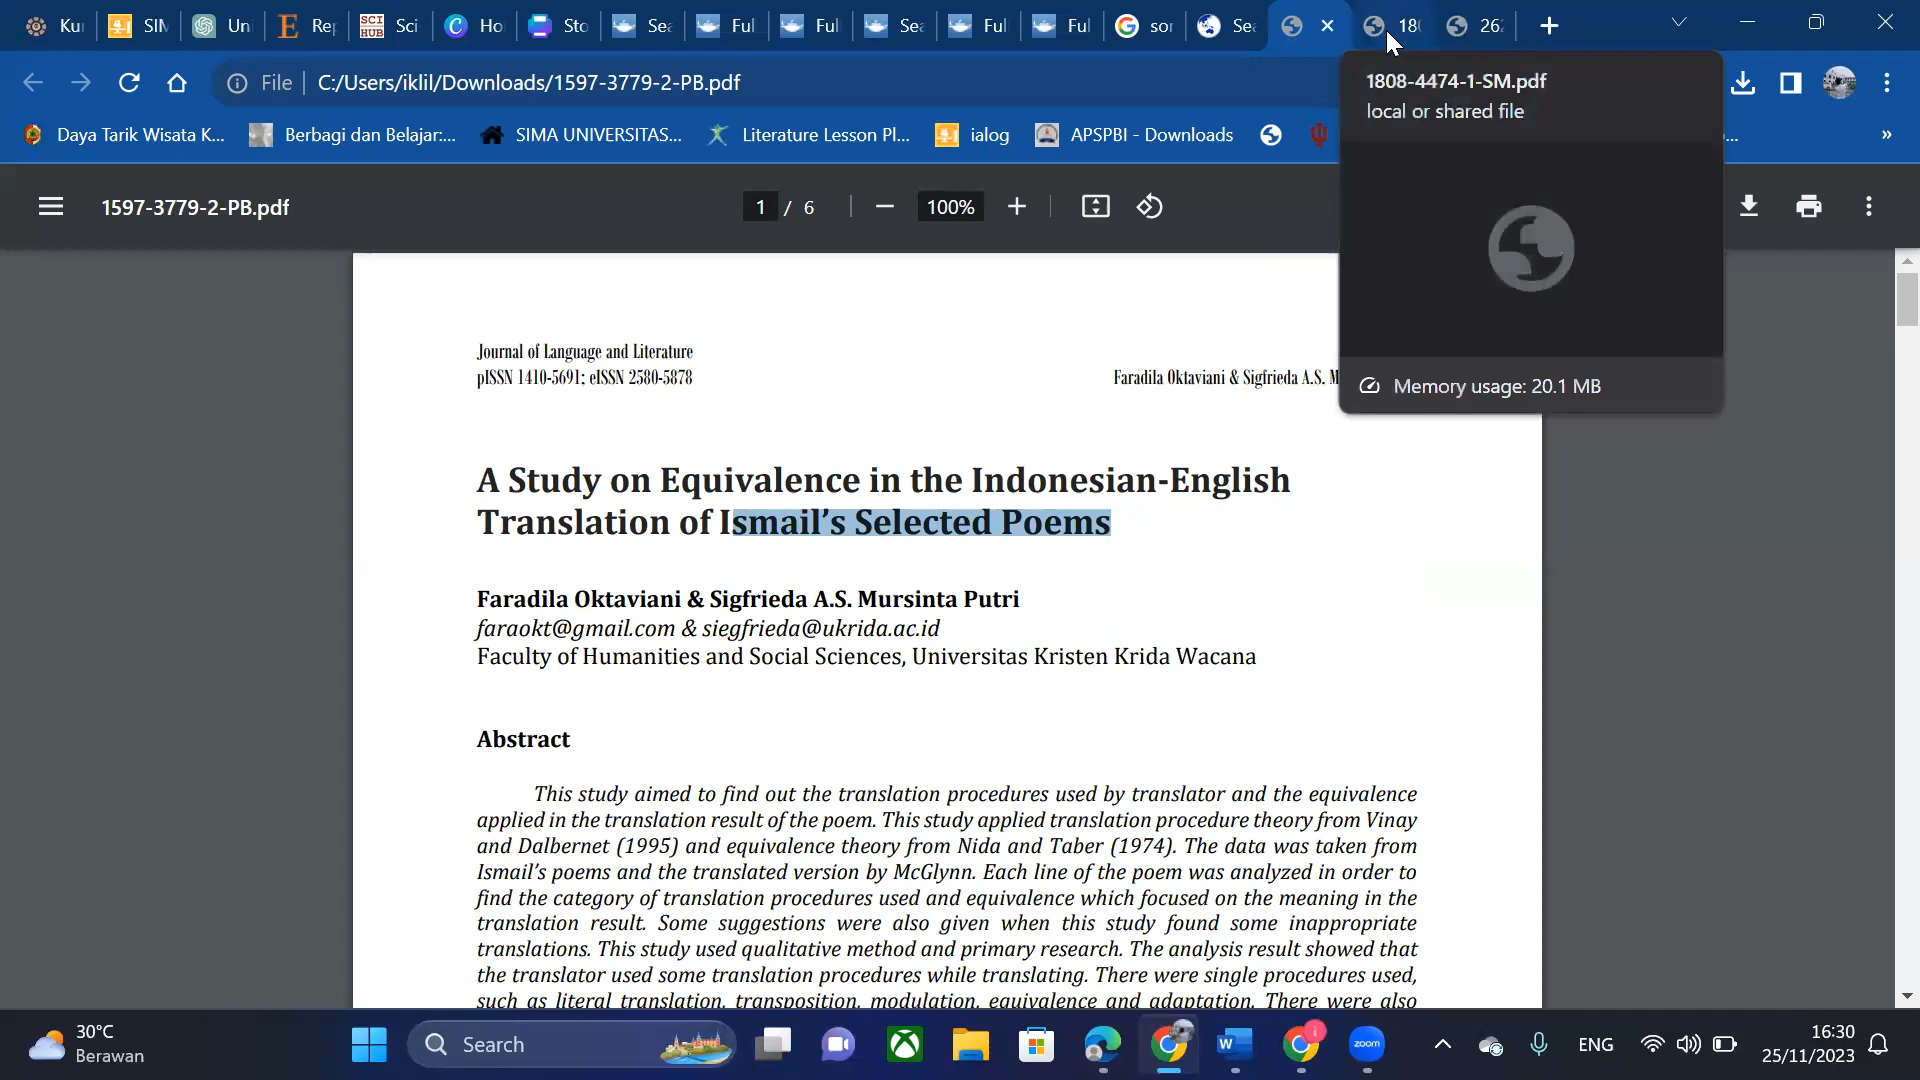 Ku
SIM
Uni
Rep
SCI
HUB
Sci
Ho
Sto
Sea
Ful
Ful
Sea
Ful
Ful
sor
Sea
180
262
File
C:/Users/iklil/Downloads/1597-3779-2-PB.pdf
1808-4474-1-SM.pdf
local or shared file
Daya Tarik Wisata K...
Berbagi dan Belajar:...
SIMA UNIVERSITAS...
Literature Lesson Pl...
ialog
APSPBI - Downloads
...
»
1597-3779-2-PB.pdf
1 / 6
100%
Memory usage: 20.1 MB
Journal of Language and Literature
pISSN 1410-5691; eISSN 2580-5878
Faradila Oktaviani & Sigfrieda A.S. M
A Study on Equivalence in the Indonesian-English
Translation of Ismail’s Selected Poems
Faradila Oktaviani & Sigfrieda A.S. Mursinta Putri
faraokt@gmail.com & siegfrieda@ukrida.ac.id
Faculty of Humanities and Social Sciences, Universitas Kristen Krida Wacana
Abstract
This study aimed to find out the translation procedures used by translator and the equivalence
applied in the translation result of the poem. This study applied translation procedure theory from Vinay
and Dalbernet (1995) and equivalence theory from Nida and Taber (1974). The data was taken from
Ismail’s poems and the translated version by McGlynn. Each line of the poem was analyzed in order to
find the category of translation procedures used and equivalence which focused on the meaning in the
translation result. Some suggestions were also given when this study found some inappropriate
translations. This study used qualitative method and primary research. The analysis result showed that
the translator used some translation procedures while translating. There were single procedures used,
such as literal translation, transposition, modulation, equivalence and adaptation. There were also
30°C
Berawan
Search
W
zoom
ENG
16:30
25/11/2023